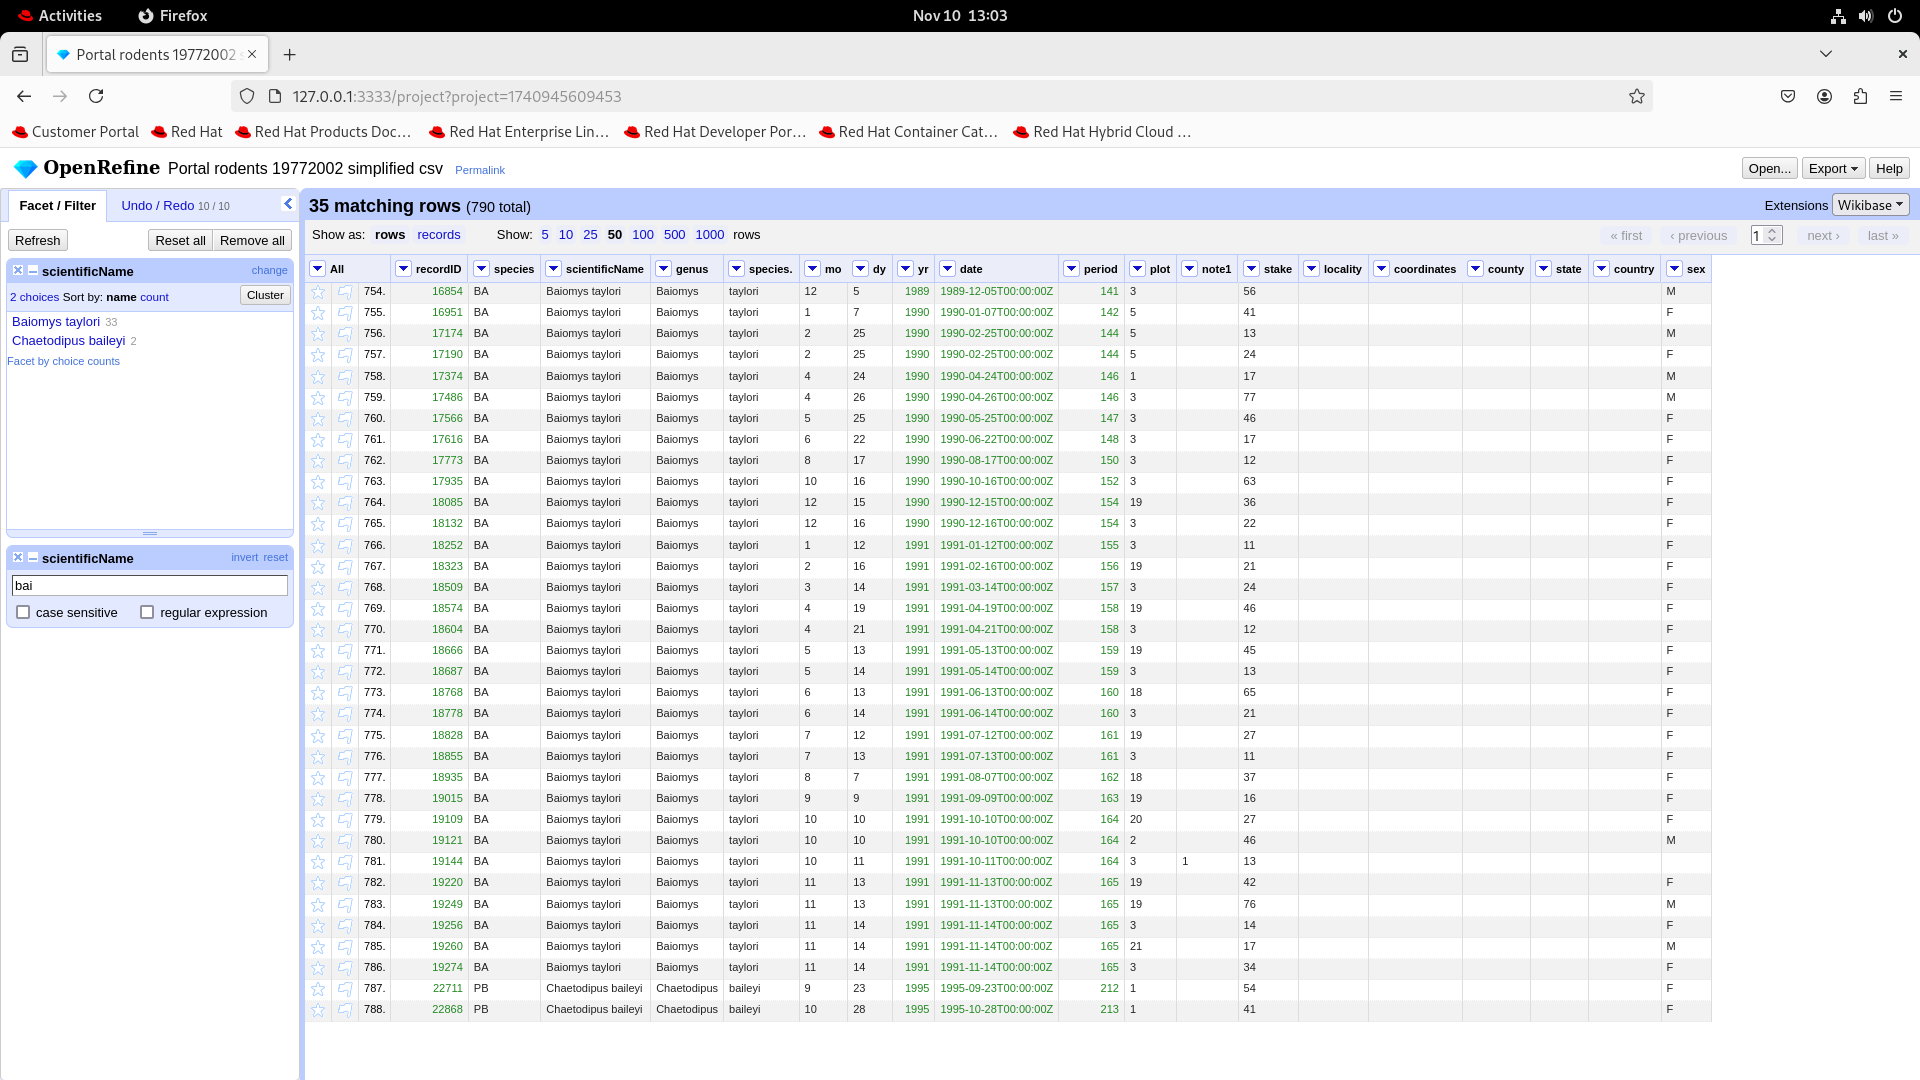 Activities Firefox Nov 10 13:03
Portal rodents 19772002 s
127.0.0.1:3333/project?project=1740945609453
Customer Portal Red Hat Red Hat Products Doc… Red Hat Enterprise Lin… Red Hat Developer Por… Red Hat Container Cat… Red Hat Hybrid Cloud …
OpenRefine Portal rodents 19772002 simplified csv Permalink Open... Export Help
Facet / Filter Undo / Redo 10 / 10
Refresh Reset all Remove all
scientificName change
2 choices Sort by: name count Cluster
Baiomys taylori 33
Chaetodipus baileyi 2
Facet by choice counts
scientificName invert reset
bai
case sensitive regular expression
35 matching rows (790 total) Extensions Wikibase
Show as: rows records Show: 5 10 25 50 100 500 1000 rows « first ‹ previous 1 next › last »
All recordID species scientificName genus species. mo dy yr date period plot note1 stake locality coordinates county state country sex
754. 16854 BA Baiomys taylori Baiomys taylori 12 5 1989 1989-12-05T00:00:00Z 141 3 56 M
755. 16951 BA Baiomys taylori Baiomys taylori 1 7 1990 1990-01-07T00:00:00Z 142 5 41 F
756. 17174 BA Baiomys taylori Baiomys taylori 2 25 1990 1990-02-25T00:00:00Z 144 5 13 M
757. 17190 BA Baiomys taylori Baiomys taylori 2 25 1990 1990-02-25T00:00:00Z 144 5 24 F
758. 17374 BA Baiomys taylori Baiomys taylori 4 24 1990 1990-04-24T00:00:00Z 146 1 17 M
759. 17486 BA Baiomys taylori Baiomys taylori 4 26 1990 1990-04-26T00:00:00Z 146 3 77 M
760. 17566 BA Baiomys taylori Baiomys taylori 5 25 1990 1990-05-25T00:00:00Z 147 3 46 F
761. 17616 BA Baiomys taylori Baiomys taylori 6 22 1990 1990-06-22T00:00:00Z 148 3 17 F
762. 17773 BA Baiomys taylori Baiomys taylori 8 17 1990 1990-08-17T00:00:00Z 150 3 12 F
763. 17935 BA Baiomys taylori Baiomys taylori 10 16 1990 1990-10-16T00:00:00Z 152 3 63 F
764. 18085 BA Baiomys taylori Baiomys taylori 12 15 1990 1990-12-15T00:00:00Z 154 19 36 F
765. 18132 BA Baiomys taylori Baiomys taylori 12 16 1990 1990-12-16T00:00:00Z 154 3 22 F
766. 18252 BA Baiomys taylori Baiomys taylori 1 12 1991 1991-01-12T00:00:00Z 155 3 11 F
767. 18323 BA Baiomys taylori Baiomys taylori 2 16 1991 1991-02-16T00:00:00Z 156 19 21 F
768. 18509 BA Baiomys taylori Baiomys taylori 3 14 1991 1991-03-14T00:00:00Z 157 3 24 F
769. 18574 BA Baiomys taylori Baiomys taylori 4 19 1991 1991-04-19T00:00:00Z 158 19 46 F
770. 18604 BA Baiomys taylori Baiomys taylori 4 21 1991 1991-04-21T00:00:00Z 158 3 12 F
771. 18666 BA Baiomys taylori Baiomys taylori 5 13 1991 1991-05-13T00:00:00Z 159 19 45 F
772. 18687 BA Baiomys taylori Baiomys taylori 5 14 1991 1991-05-14T00:00:00Z 159 3 13 F
773. 18768 BA Baiomys taylori Baiomys taylori 6 13 1991 1991-06-13T00:00:00Z 160 18 65 F
774. 18778 BA Baiomys taylori Baiomys taylori 6 14 1991 1991-06-14T00:00:00Z 160 3 21 F
775. 18828 BA Baiomys taylori Baiomys taylori 7 12 1991 1991-07-12T00:00:00Z 161 19 27 F
776. 18855 BA Baiomys taylori Baiomys taylori 7 13 1991 1991-07-13T00:00:00Z 161 3 11 F
777. 18935 BA Baiomys taylori Baiomys taylori 8 7 1991 1991-08-07T00:00:00Z 162 18 37 F
778. 19015 BA Baiomys taylori Baiomys taylori 9 9 1991 1991-09-09T00:00:00Z 163 19 16 F
779. 19109 BA Baiomys taylori Baiomys taylori 10 10 1991 1991-10-10T00:00:00Z 164 20 27 F
780. 19121 BA Baiomys taylori Baiomys taylori 10 10 1991 1991-10-10T00:00:00Z 164 2 46 M
781. 19144 BA Baiomys taylori Baiomys taylori 10 11 1991 1991-10-11T00:00:00Z 164 3 1 13
782. 19220 BA Baiomys taylori Baiomys taylori 11 13 1991 1991-11-13T00:00:00Z 165 19 42 F
783. 19249 BA Baiomys taylori Baiomys taylori 11 13 1991 1991-11-13T00:00:00Z 165 19 76 M
784. 19256 BA Baiomys taylori Baiomys taylori 11 14 1991 1991-11-14T00:00:00Z 165 3 14 F
785. 19260 BA Baiomys taylori Baiomys taylori 11 14 1991 1991-11-14T00:00:00Z 165 21 17 M
786. 19274 BA Baiomys taylori Baiomys taylori 11 14 1991 1991-11-14T00:00:00Z 165 3 34 F
787. 22711 PB Chaetodipus baileyi Chaetodipus baileyi 9 23 1995 1995-09-23T00:00:00Z 212 1 54 F
788. 22868 PB Chaetodipus baileyi Chaetodipus baileyi 10 28 1995 1995-10-28T00:00:00Z 213 1 41 F